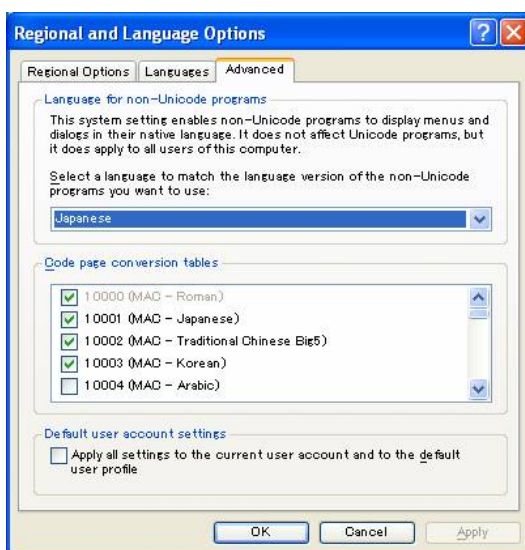 Regional and Language Options
Regional Options Languages Advanced
Language for non-Unicode programs
This system setting enables non-Unicode programs to display menus and
dialogs in their native language. It does not affect Unicode programs, but
it does apply to all users of this computer.
Select a language to match the language version of the non-Unicode
programs you want to use:
Japanese
Code page conversion tables
10000 (MAC - Roman)
10001 (MAC - Japanese)
10002 (MAC - Traditional Chinese Big5)
10003 (MAC - Korean)
10004 (MAC - Arabic)
Default user account settings
Apply all settings to the current user account and to the default
user profile
OK Cancel Apply